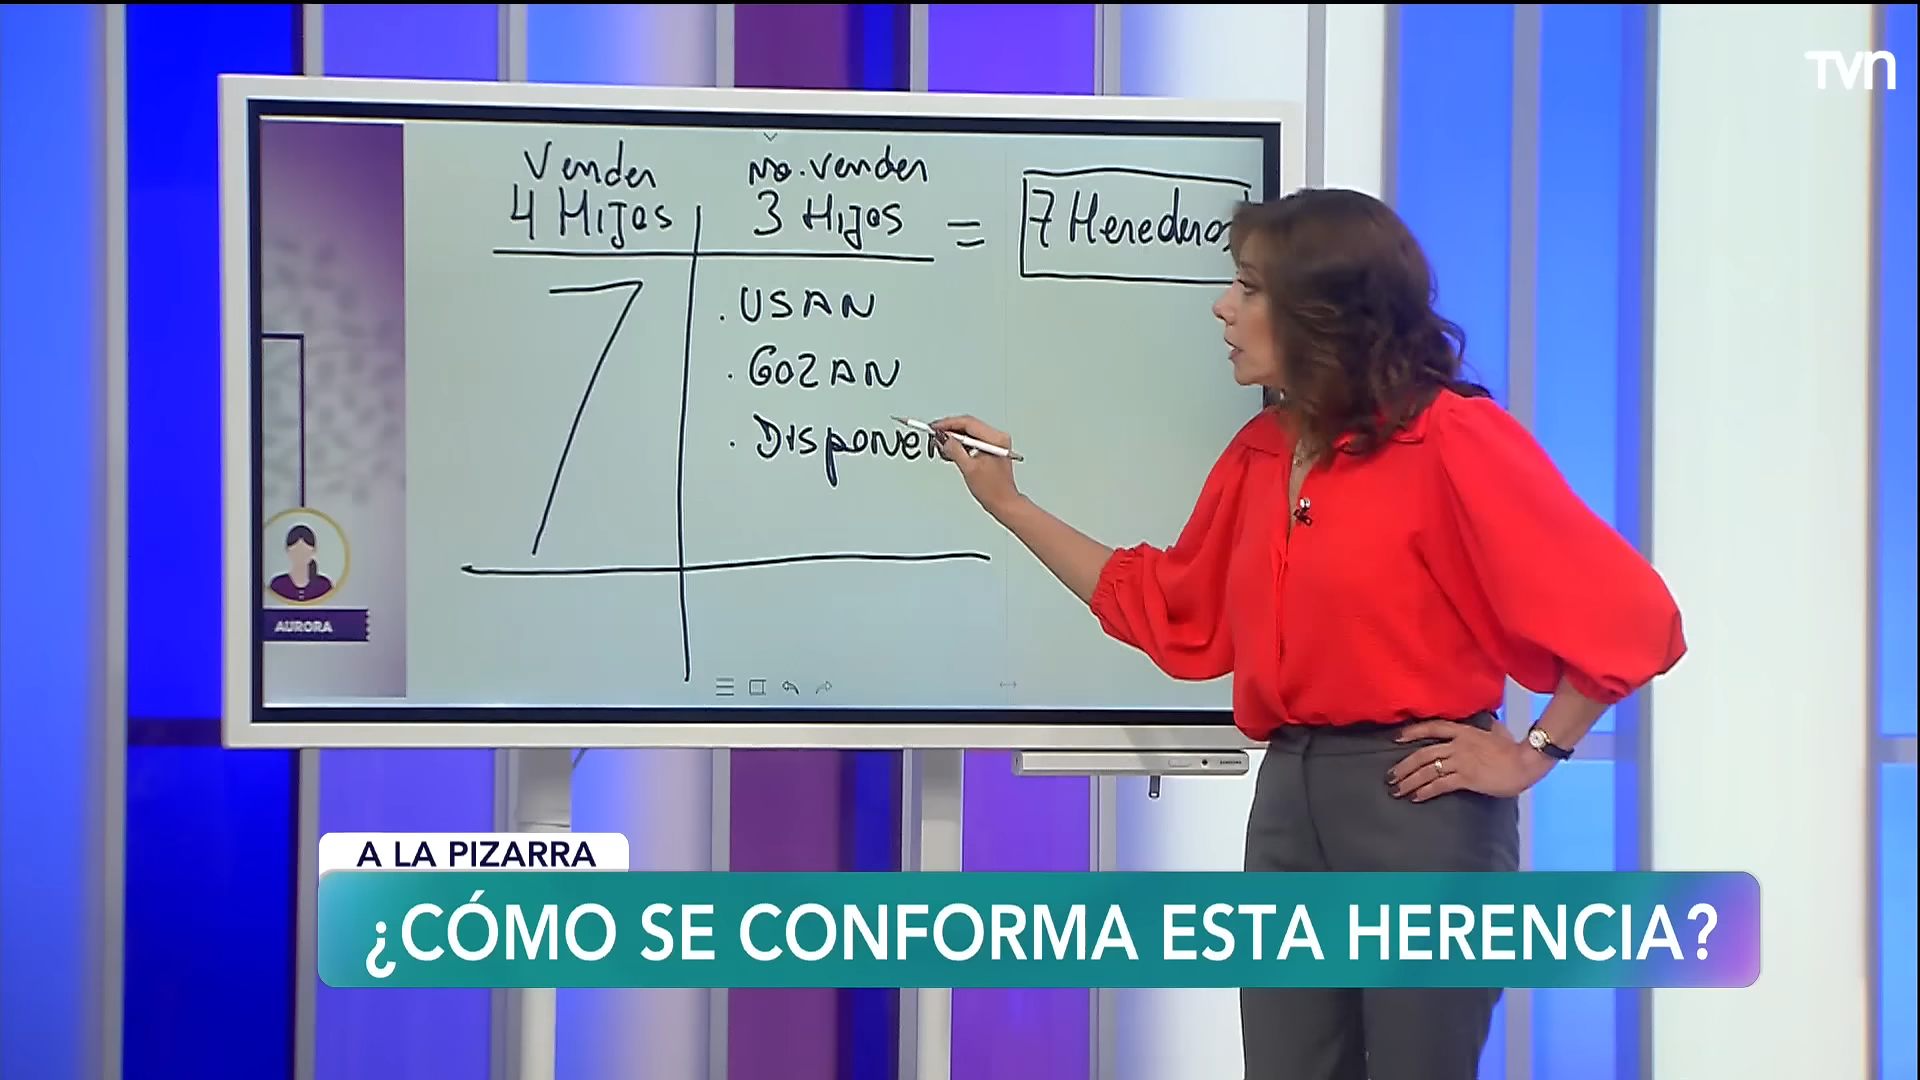 TVN
Vender
No.vender
4 Hijos
3 Hijos
=
7 Herederos
7
. USAN
. GOZAN
. Disponen
AURORA
A LA PIZARRA
¿CÓMO SE CONFORMA ESTA HERENCIA?